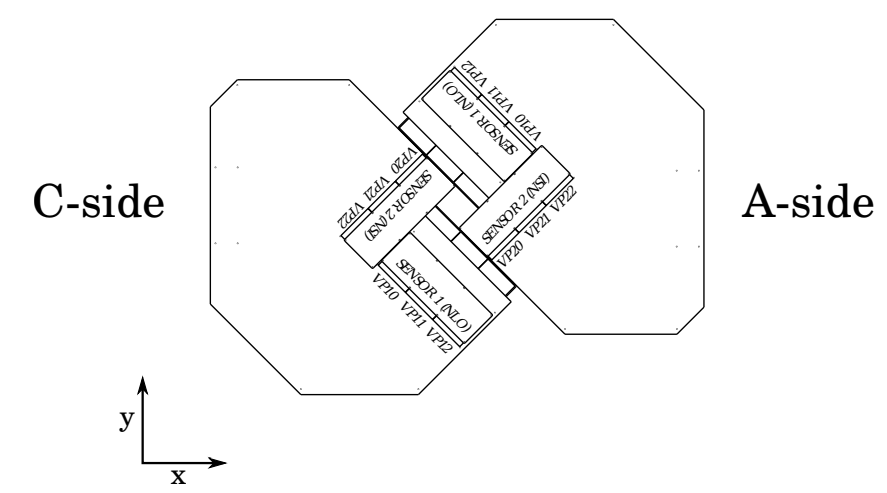 C-side
A-side
VP12 VP11 VP10
SENSOR 1 (NLO)
VP22 VP21 VP20
SENSOR 2 (NSI)
SENSOR 2 (NSI)
VP20 VP21 VP22
SENSOR 1 (NLO)
VP10 VP11 VP12
y
x